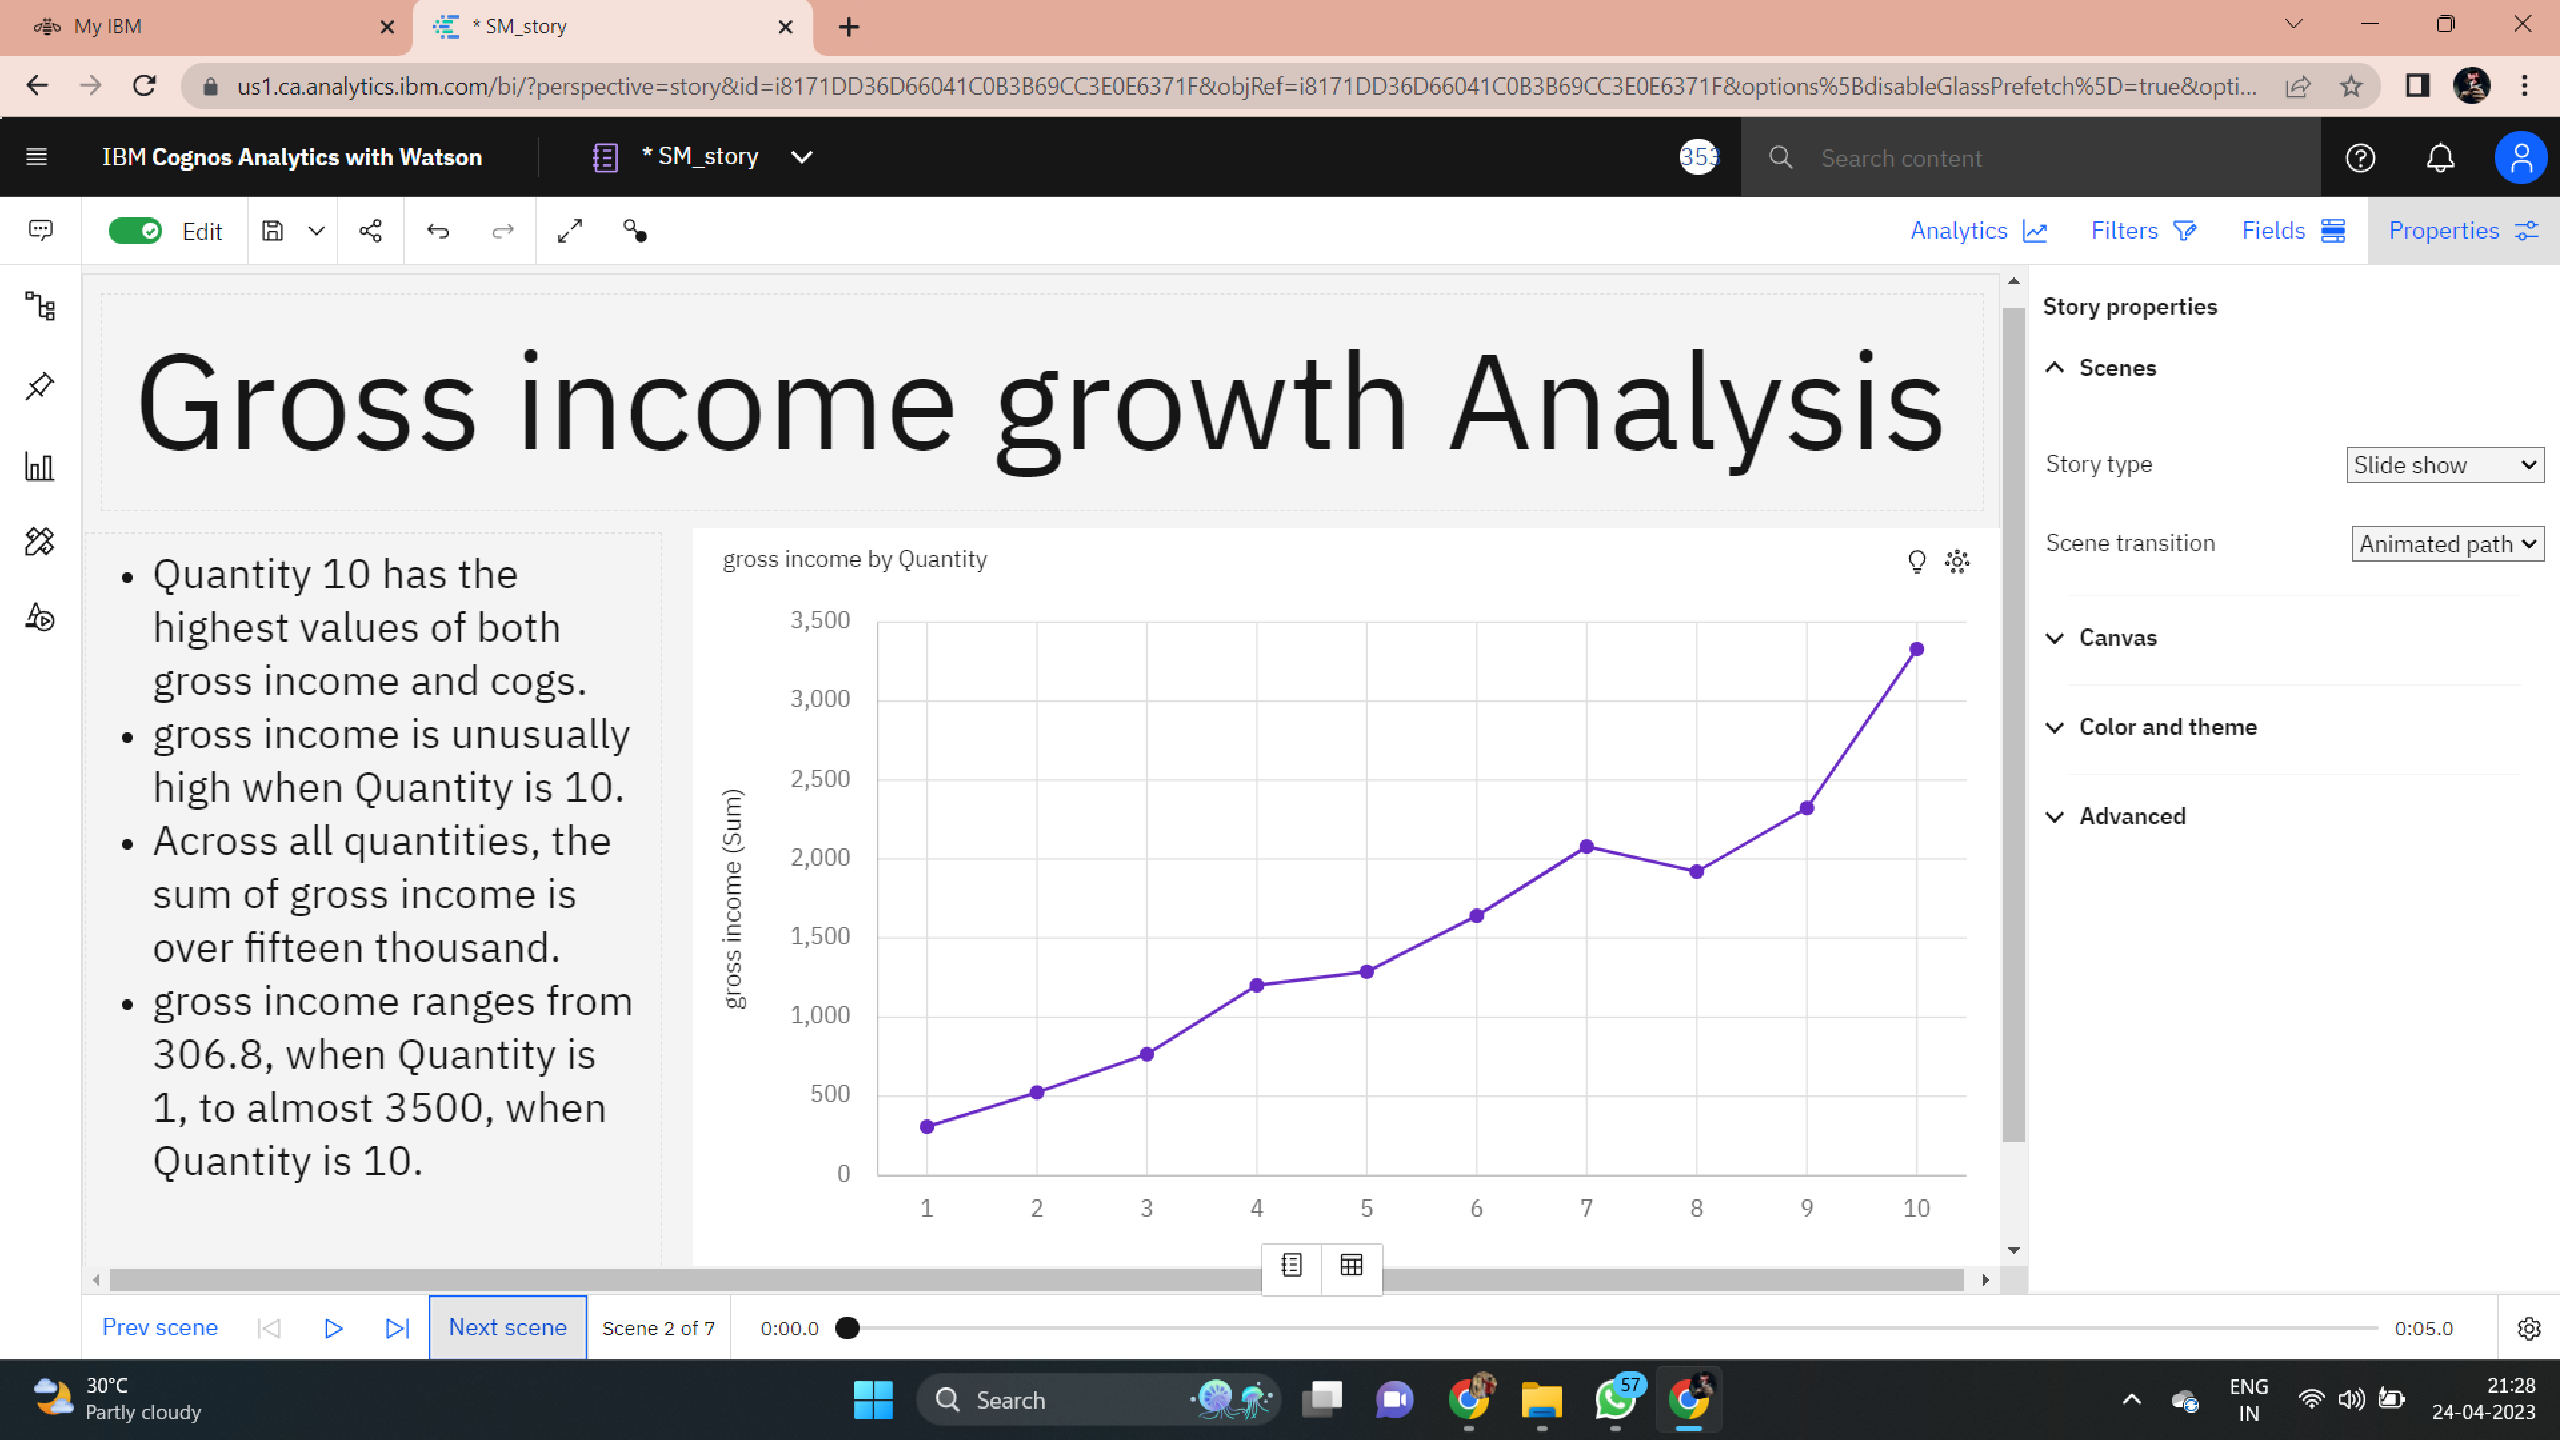 My IBM
* SM_story
us1.ca.analytics.ibm.com/bi/?perspective=story&id=i8171DD36D66041C0B3B69CC3E0E6371F&objRef=i8171DD36D66041C0B3B69CC3E0E6371F&options%5BdisableGlassPrefetch%5D=true&opti...
IBM Cognos Analytics with Watson
* SM_story
353
Search content
Edit
Analytics
Filters
Fields
Properties
Gross income growth Analysis
• Quantity 10 has the
highest values of both
gross income and cogs.
• gross income is unusually
high when Quantity is 10.
• Across all quantities, the
sum of gross income is
over fifteen thousand.
• gross income ranges from
306.8, when Quantity is
1, to almost 3500, when
Quantity is 10.
gross income by Quantity
gross income (Sum)
3,500
3,000
2,500
2,000
1,500
1,000
500
0
1 2 3 4 5 6 7 8 9 10
Story properties
Scenes
Story type
Slide show
Scene transition
Animated path
Canvas
Color and theme
Advanced
Prev scene
Next scene
Scene 2 of 7
0:00.0
0:05.0
30°C
Partly cloudy
Search
57
ENG
IN
21:28
24-04-2023